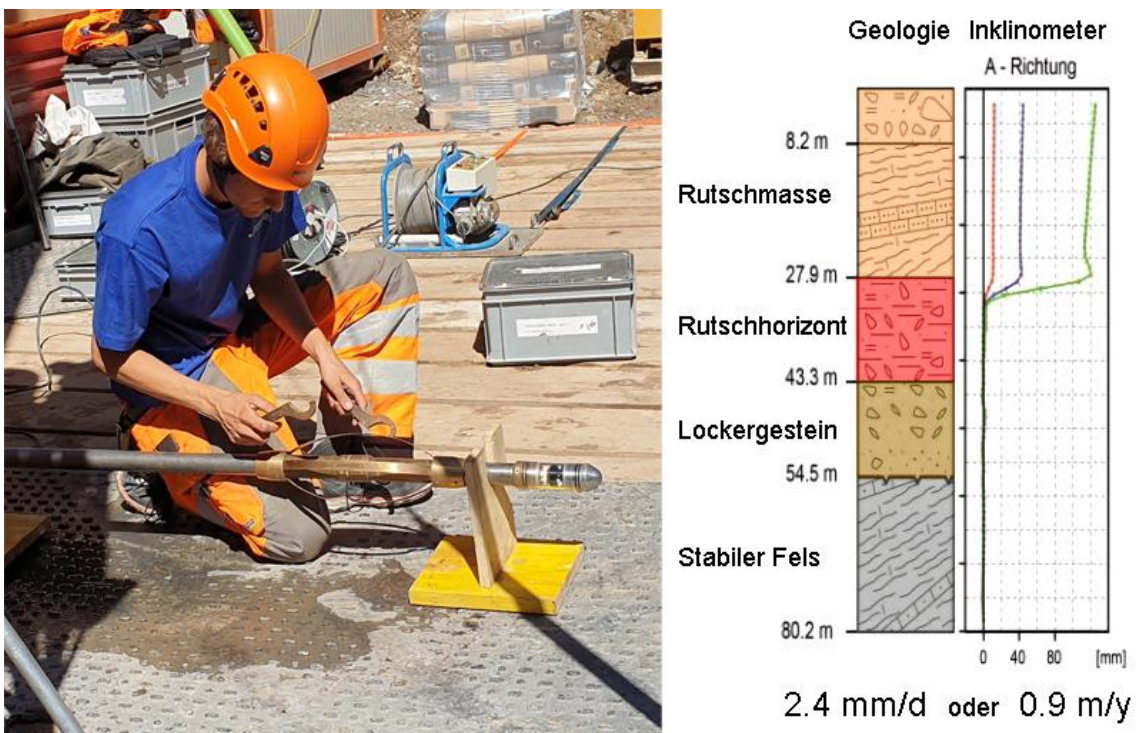 Geologie Inklinometer
A - Richtung
8.2 m
Rutschmasse
27.9 m
Rutschhorizont
43.3 m
Lockergestein
54.5 m
Stabiler Fels
80.2 m
0 40 80 [mm]
2.4 mm/d oder 0.9 m/y